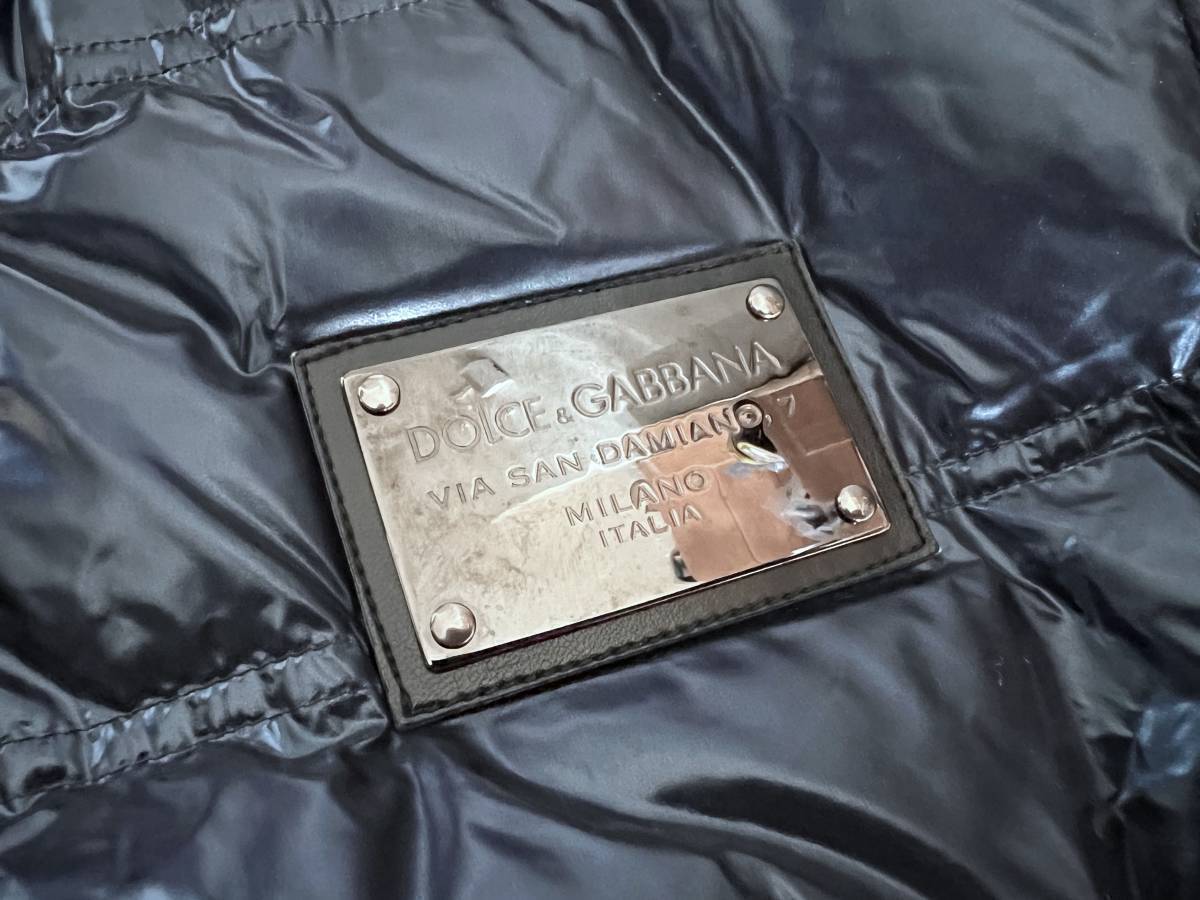 DOLCE & GABBANA
VIA SAN DAMIANO, 7
MILANO
ITALIA